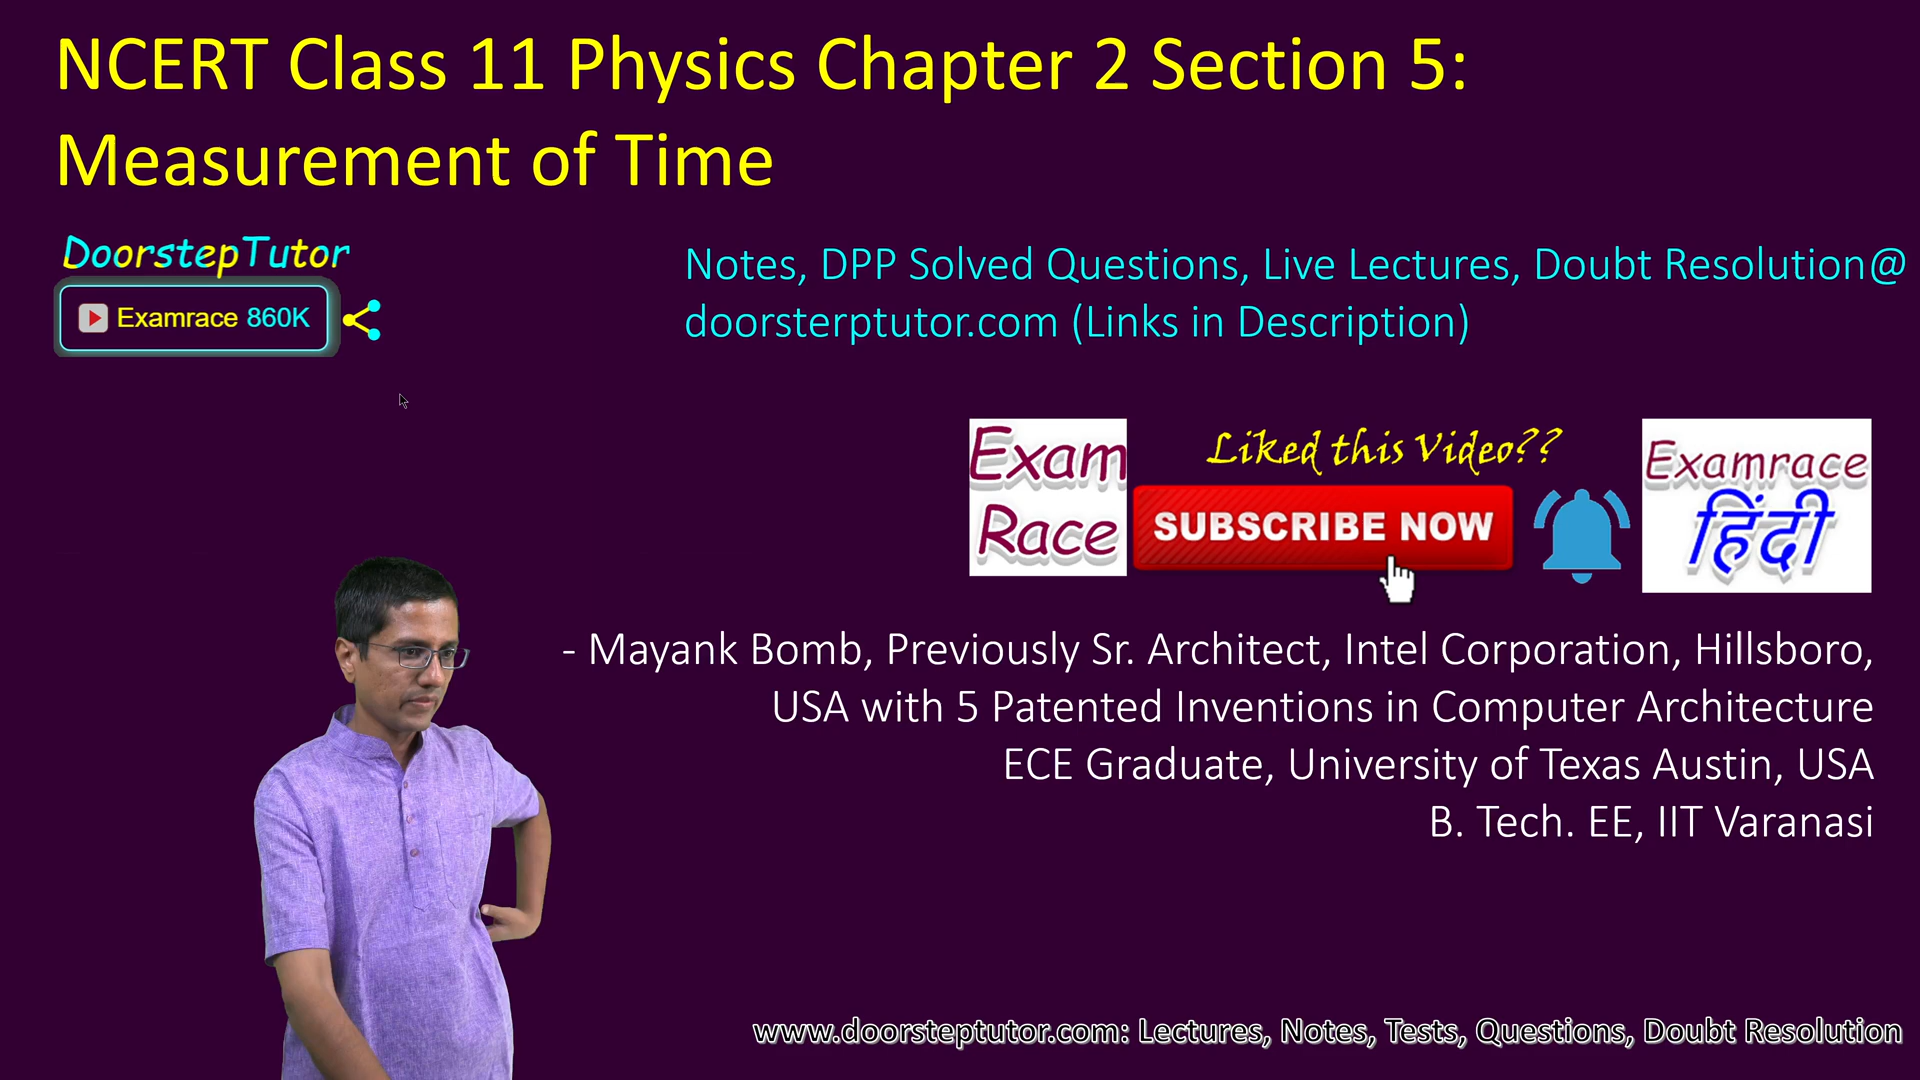 NCERT Class 11 Physics Chapter 2 Section 5:
Measurement of Time
DoorstepTutor
Examrace 860K
Notes, DPP Solved Questions, Live Lectures, Doubt Resolution@
doorsterptutor.com (Links in Description)
Exam
Race
Liked this Video??
SUBSCRIBE NOW
Examrace
हिंदी
- Mayank Bomb, Previously Sr. Architect, Intel Corporation, Hillsboro,
USA with 5 Patented Inventions in Computer Architecture
ECE Graduate, University of Texas Austin, USA
B. Tech. EE, IIT Varanasi
www.doorsteptutor.com: Lectures, Notes, Tests, Questions, Doubt Resolution